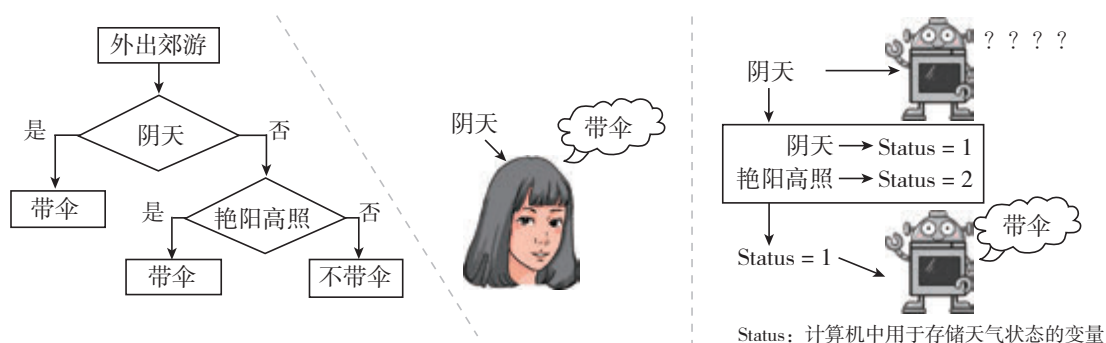 外出郊游
是
阴天
否
带伞
是
艳阳高照
否
带伞
不带伞
阴天
带伞
阴天
？？？？
阴天 → Status = 1
艳阳高照 → Status = 2
Status = 1
带伞
Status：计算机中用于存储天气状态的变量